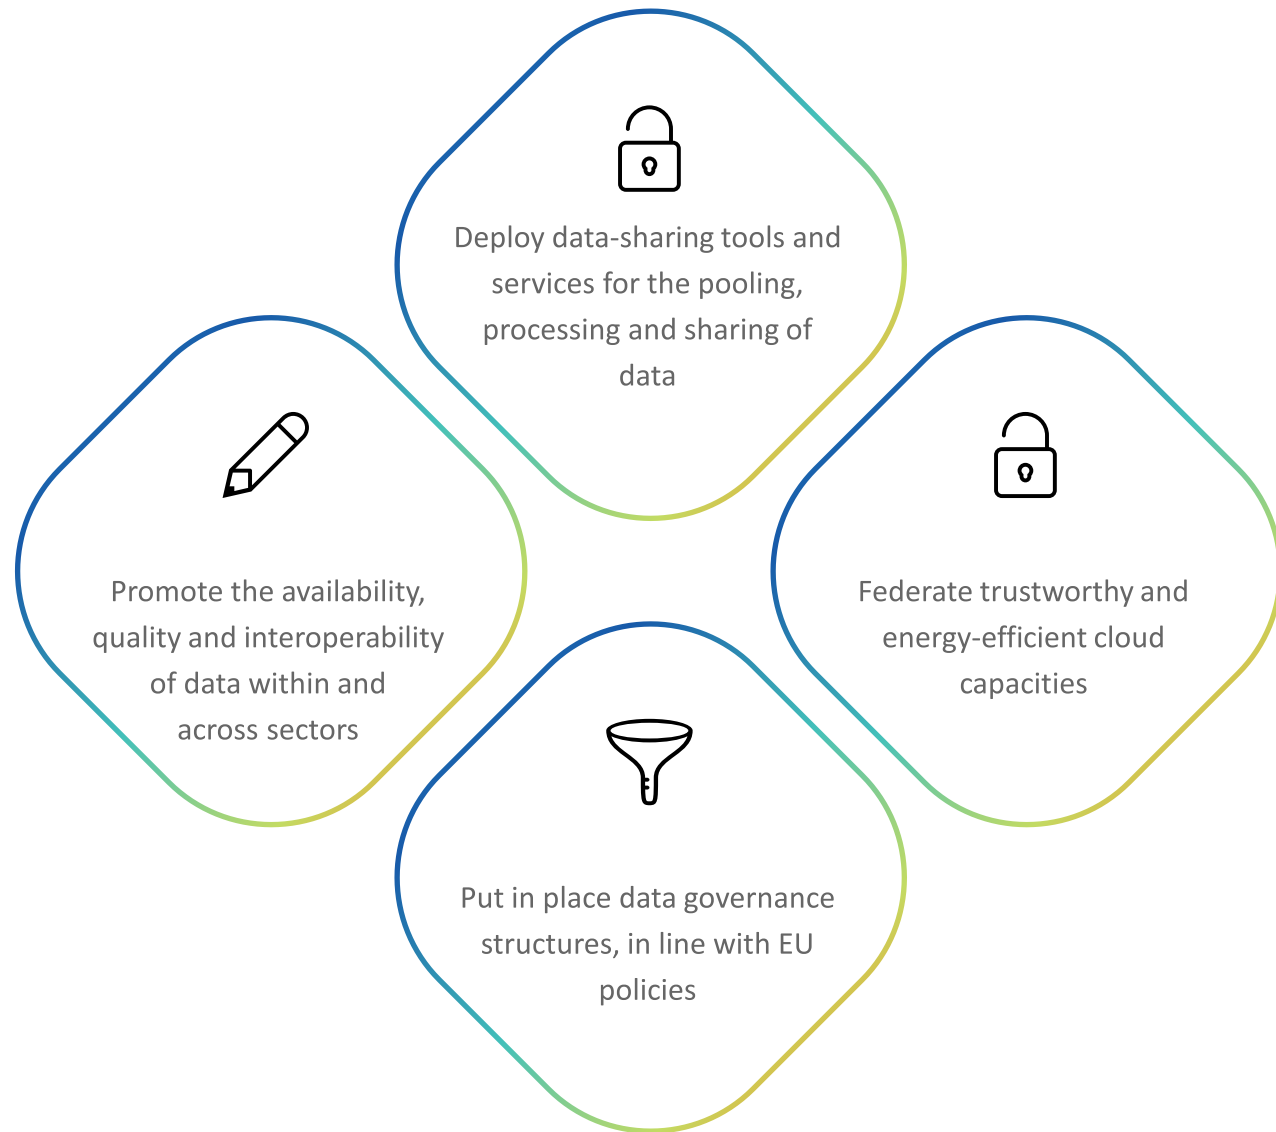 Deploy data-sharing tools and
services for the pooling,
processing and sharing of
data
Promote the availability,
quality and interoperability
of data within and
across sectors
Federate trustworthy and
energy-efficient cloud
capacities
Put in place data governance
structures, in line with EU
policies